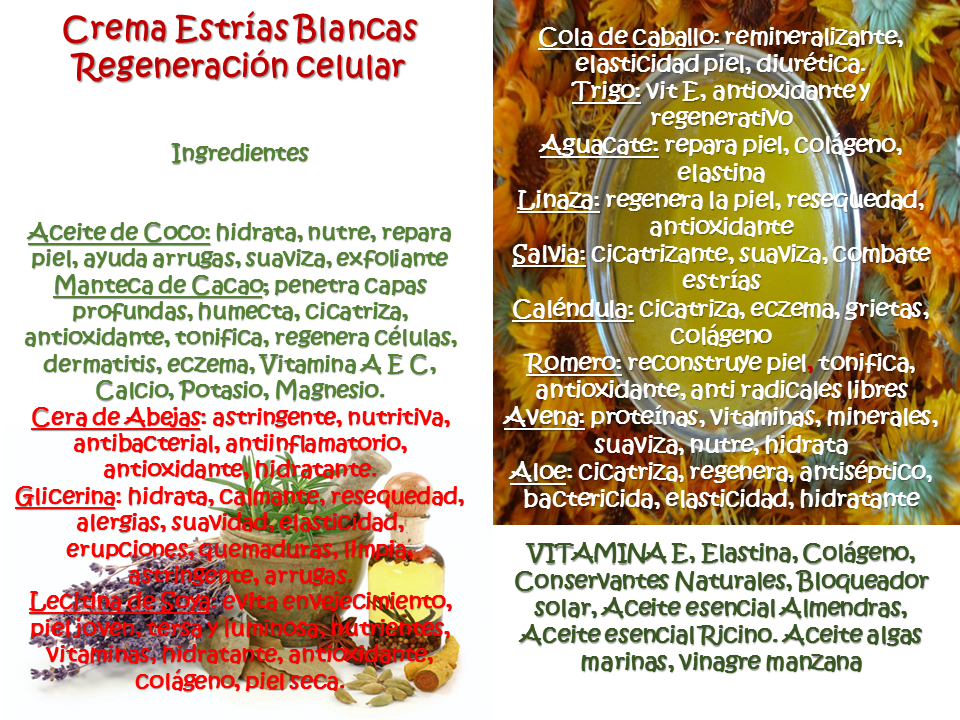 Crema Estrías Blancas
Regeneración celular
Ingredientes
Aceite de Coco: hidrata, nutre, repara
piel, ayuda arrugas, suaviza, exfoliante
Manteca de Cacao; penetra capas
profundas, humecta, cicatriza,
antioxidante, tonifica, regenera células,
dermatitis, eczema, Vitamina A E C,
Calcio, Potasio, Magnesio.
Cera de Abejas: astringente, nutritiva,
antibacterial, antiinflamatorio,
antioxidante, hidratante.
Glicerina: hidrata, calmante, resequedad,
alergias, suavidad, elasticidad,
erupciones, quemaduras, limpia,
astringente, arrugas.
Lecitina de Soya: evita envejecimiento,
piel joven, tersa y luminosa, nutrientes,
vitaminas, hidratante, antioxidante,
colágeno, piel seca.
Cola de caballo: remineralizante,
elasticidad piel, diurética.
Trigo: vit E, antioxidante y
regenerativo
Aguacate: repara piel, colágeno,
elastina
Linaza: regenera la piel, resequedad,
antioxidante
Salvia: cicatrizante, suaviza, combate
estrías
Caléndula: cicatriza, eczema, grietas,
colágeno
Romero: reconstruye piel, tonifica,
antioxidante, anti radicales libres
Avena: proteínas, vitaminas, minerales,
suaviza, nutre, hidrata
Aloe: cicatriza, regenera, antiséptico,
bactericida, elasticidad, hidratante
VITAMINA E, Elastina, Colágeno,
Conservantes Naturales, Bloqueador
solar, Aceite esencial Almendras,
Aceite esencial Ricino. Aceite algas
marinas, vinagre manzana